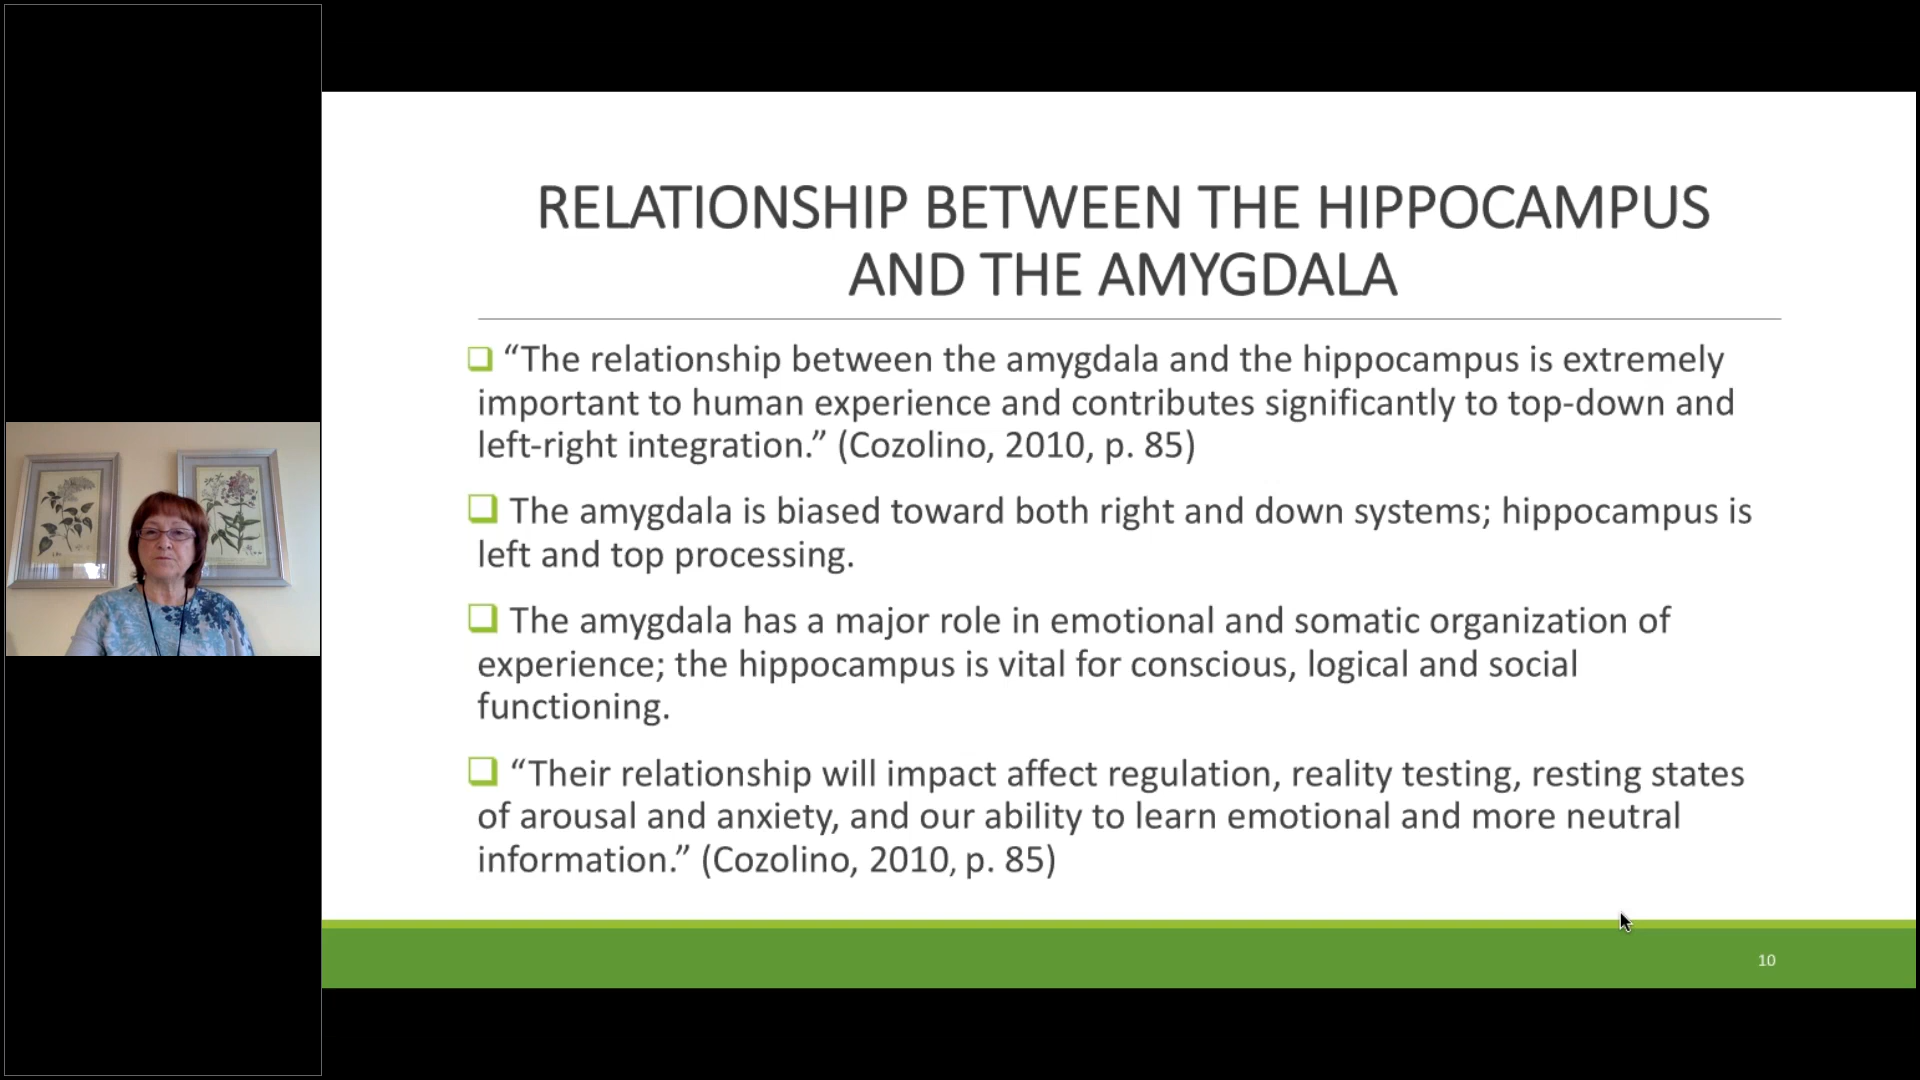 RELATIONSHIP BETWEEN THE HIPPOCAMPUS
AND THE AMYGDALA
“The relationship between the amygdala and the hippocampus is extremely
important to human experience and contributes significantly to top-down and
left-right integration.” (Cozolino, 2010, p. 85)
The amygdala is biased toward both right and down systems; hippocampus is
left and top processing.
The amygdala has a major role in emotional and somatic organization of
experience; the hippocampus is vital for conscious, logical and social
functioning.
“Their relationship will impact affect regulation, reality testing, resting states
of arousal and anxiety, and our ability to learn emotional and more neutral
information.” (Cozolino, 2010, p. 85)
10